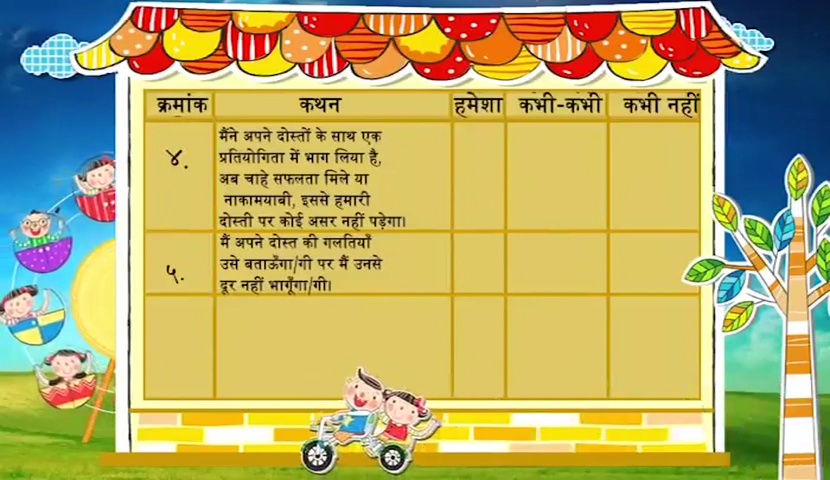 क्रमांक कथन हमेशा कभी-कभी कभी नहीं
४.
मैंने अपने दोस्तों के साथ एक
प्रतियोगिता में भाग लिया है,
अब चाहे सफलता मिले या
नाकामयाबी, इससे हमारी
दोस्ती पर कोई असर नहीं पड़ेगा।
५.
मैं अपने दोस्त की गलतियाँ
उसे बताऊँगा/गी पर मैं उनसे
दूर नहीं भागूँगा/गी।